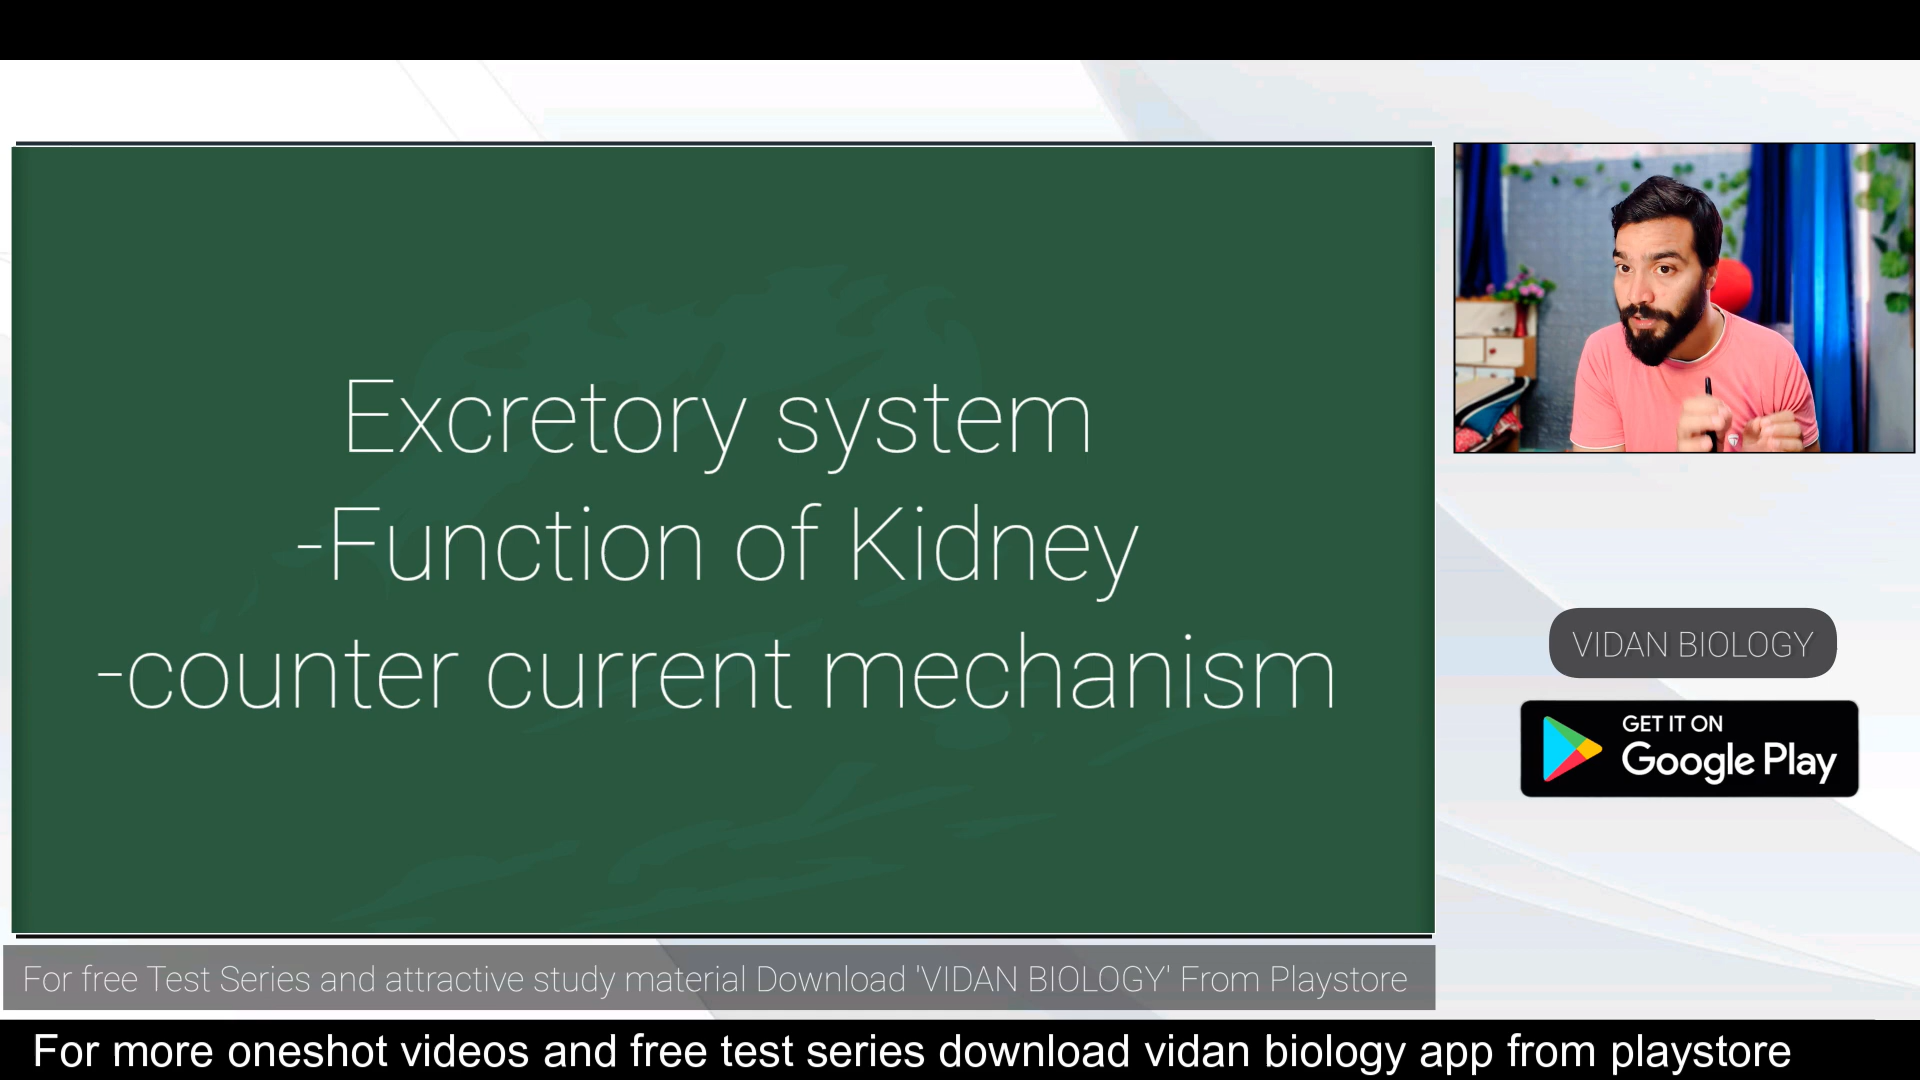 Excretory system
-Function of Kidney
-counter current mechanism
VIDAN BIOLOGY
GET IT ON
Google Play
For free Test Series and attractive study material Download 'VIDAN BIOLOGY' From Playstore
For more oneshot videos and free test series download vidan biology app from playstore